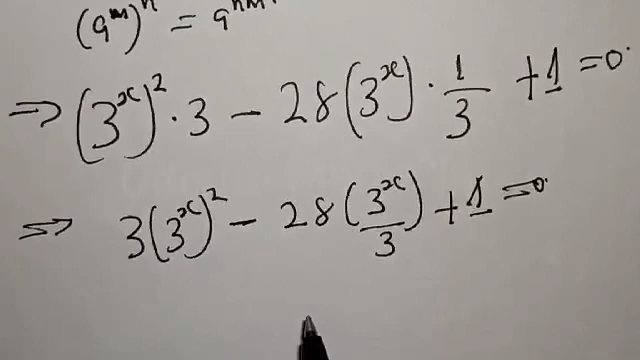 (a^m)^n = a^nm.
⇒ (3^x)^2 · 3 − 28(3^x) · 1/3 + 1 = 0
⇒ 3(3^x)^2 − 28(3^x/3) + 1 = 0